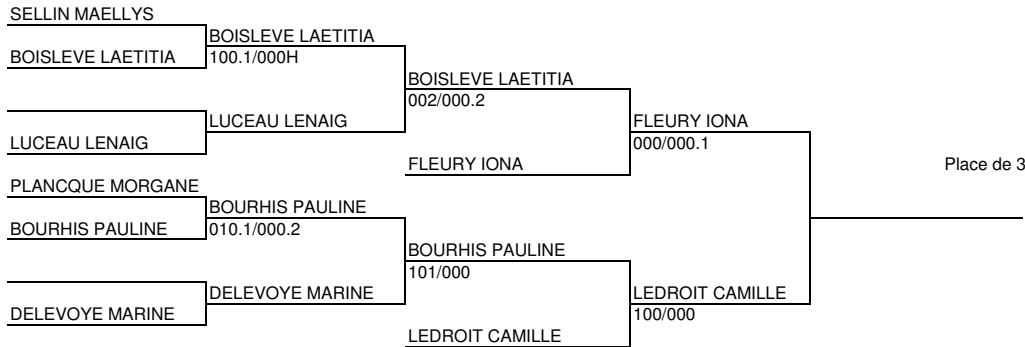 SELLIN MAELLYS
BOISLEVE LAETITIA
BOISLEVE LAETITIA
100.1/000H
BOISLEVE LAETITIA
002/000.2
LUCEAU LENAIG
LUCEAU LENAIG
FLEURY IONA
000/000.1
FLEURY IONA
Place de 3
PLANCQUE MORGANE
BOURHIS PAULINE
BOURHIS PAULINE
010.1/000.2
BOURHIS PAULINE
101/000
DELEVOYE MARINE
DELEVOYE MARINE
LEDROIT CAMILLE
100/000
LEDROIT CAMILLE